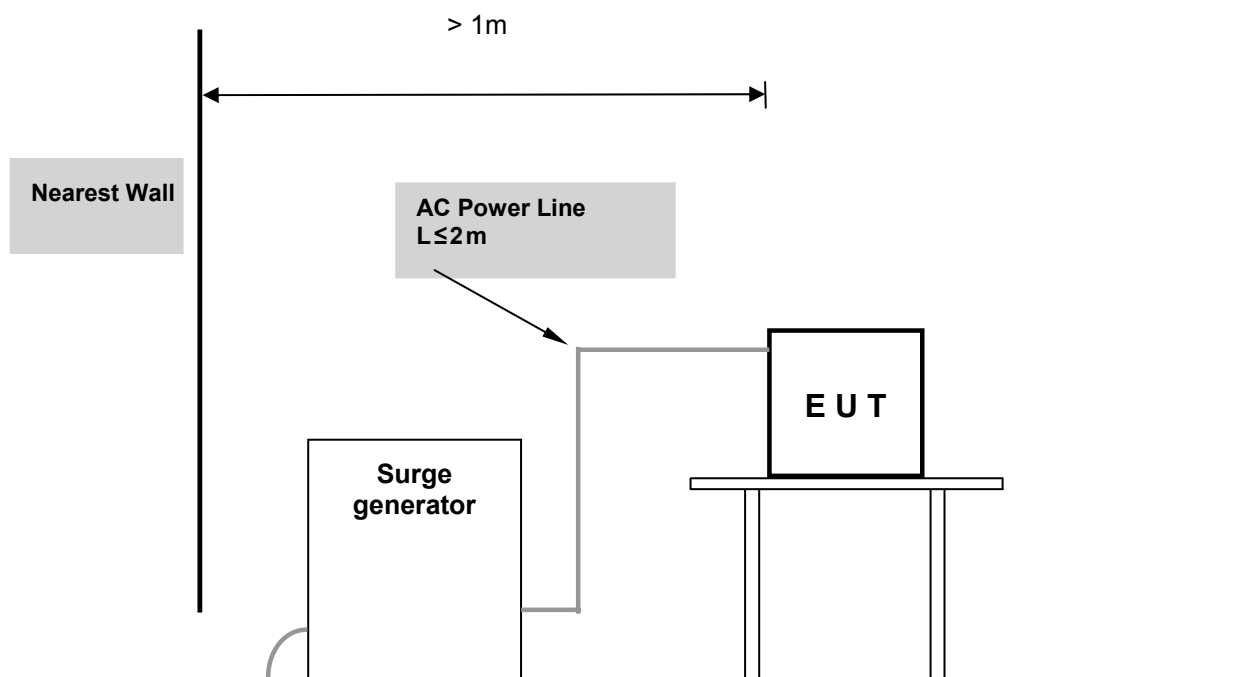 > 1m
Nearest Wall
AC Power Line
L≤2m
E U T
Surge
generator